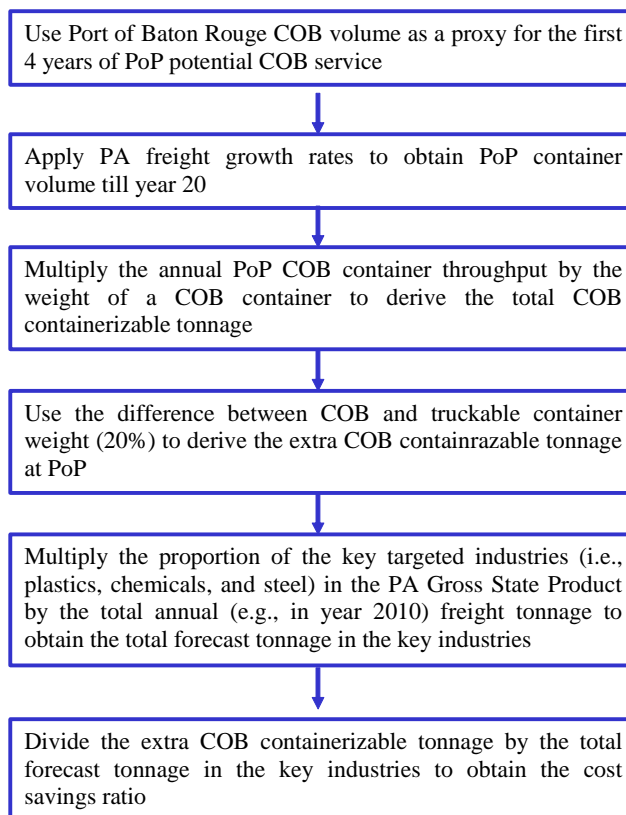 Use Port of Baton Rouge COB volume as a proxy for the first
4 years of PoP potential COB service
Apply PA freight growth rates to obtain PoP container
volume till year 20
Multiply the annual PoP COB container throughput by the
weight of a COB container to derive the total COB
containerizable tonnage
Use the difference between COB and truckable container
weight (20%) to derive the extra COB containrazable tonnage
at PoP
Multiply the proportion of the key targeted industries (i.e.,
plastics, chemicals, and steel) in the PA Gross State Product
by the total annual (e.g., in year 2010) freight tonnage to
obtain the total forecast tonnage in the key industries
Divide the extra COB containerizable tonnage by the total
forecast tonnage in the key industries to obtain the cost
savings ratio